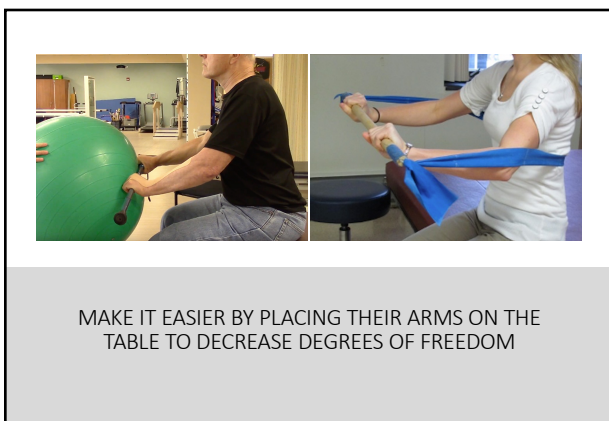 MAKE IT EASIER BY PLACING THEIR ARMS ON THE
TABLE TO DECREASE DEGREES OF FREEDOM